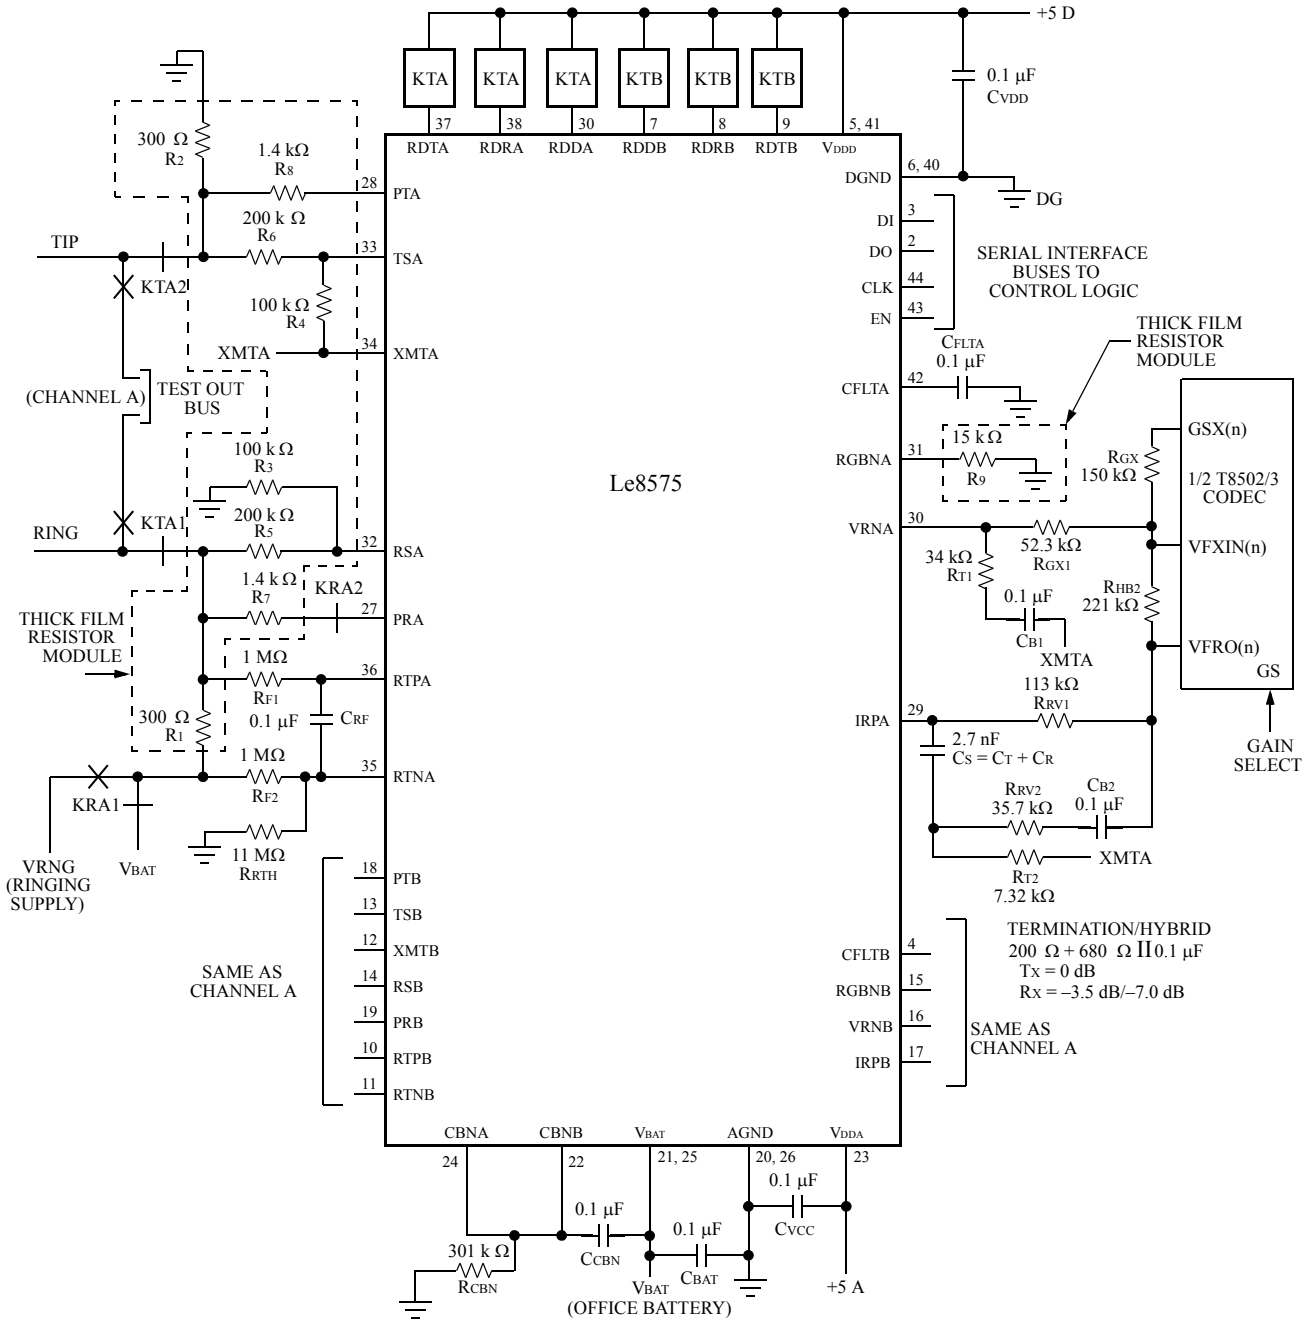 +5 D
KTA
KTA
KTA
KTB
KTB
KTB
0.1 μF
CVDD
37
38
30
7
8
9
5, 41
RDTA
RDRA
RDDA
RDDB
RDRB
RDTB
VDDD
300 Ω
R2
1.4 kΩ
R8
28
PTA
200 k Ω
R6
TIP
33
TSA
KTA2
100 k Ω
R4
34
XMTA
XMTA
(CHANNEL A)
TEST OUT
BUS
100 kΩ
R3
KTA1
RING
200 kΩ
R5
32
RSA
1.4 k Ω
R7
KRA2
27
PRA
THICK FILM
RESISTOR
MODULE
1 MΩ
RF1
36
RTPA
300 Ω
R1
0.1 μF
CRF
1 MΩ
RF2
35
RTNA
KRA1
11 MΩ
RRTH
VRNG
(RINGING
SUPPLY)
VBAT
18
PTB
13
TSB
12
XMTB
14
RSB
19
PRB
10
RTPB
11
RTNB
SAME AS
CHANNEL A
Le8575
6, 40
DGND
DG
3
DI
2
DO
44
CLK
43
EN
SERIAL INTERFACE
BUSES TO
CONTROL LOGIC
THICK FILM
RESISTOR
MODULE
CFLTA
0.1 μF
42
CFLTA
31
RGBNA
15 kΩ
R9
GSX(n)
RGX
150 kΩ
1/2 T8502/3
CODEC
30
VRNA
52.3 kΩ
RGX1
VFXIN(n)
34 kΩ
RT1
0.1 μF
CB1
XMTA
RHB2
221 kΩ
VFRO(n)
GS
113 kΩ
RRV1
29
IRPA
2.7 nF
CS = CT + CR
GAIN
SELECT
RRV2
35.7 kΩ
CB2
0.1 μF
XMTA
RT2
7.32 kΩ
TERMINATION/HYBRID
200 Ω + 680 Ω II 0.1 μF
TX = 0 dB
RX = –3.5 dB/–7.0 dB
4
CFLTB
15
RGBNB
16
VRNB
17
IRPB
SAME AS
CHANNEL A
CBNA
CBNB
VBAT
AGND
VDDA
24
22
21, 25
20, 26
23
0.1 μF
CVCC
0.1 μF
CCBN
0.1 μF
CBAT
301 k Ω
RCBN
VBAT
(OFFICE BATTERY)
+5 A